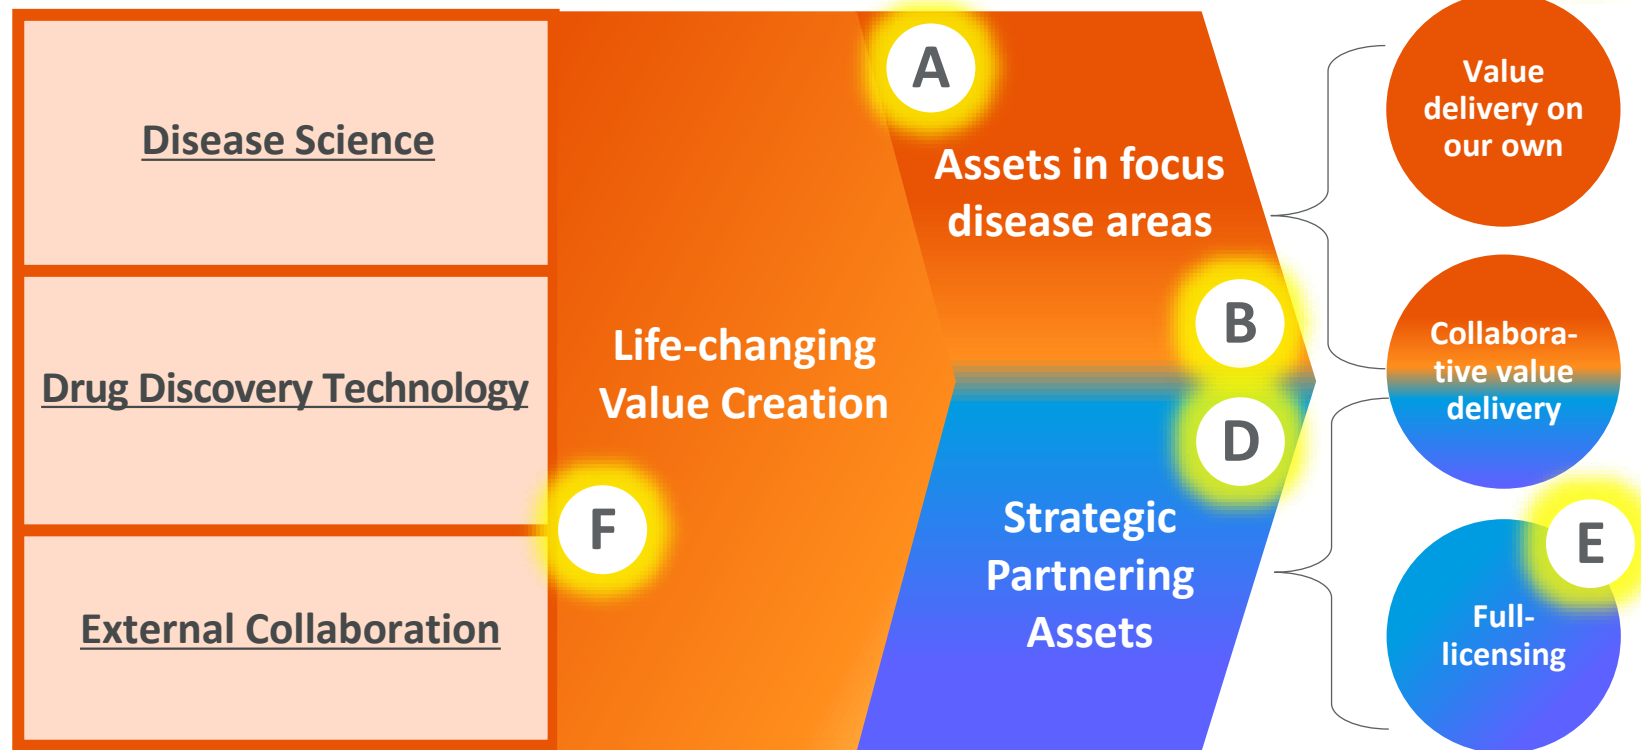 Disease Science
Drug Discovery Technology
External Collaboration
F
Life-changing
Value Creation
A
Assets in focus
disease areas
B
D
Strategic
Partnering
Assets
Value
delivery on
our own
Collabora-
tive value
delivery
E
Full-
licensing